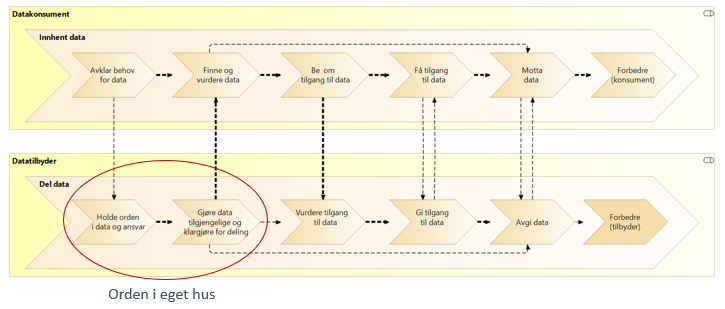 Datakonsument
Innhent data
Avklar behov
for data
Finne og
vurdere data
Be om
tilgang til data
Få tilgang
til data
Motta
data
Forbedre
(konsument)
Datatilbyder
Del data
Holde orden
i data og ansvar
Gjøre data
tilgjengelige og
klargjøre for deling
Vurdere tilgang
til data
Gi tilgang
til data
Avgi data
Forbedre
(tilbyder)
Orden i eget hus